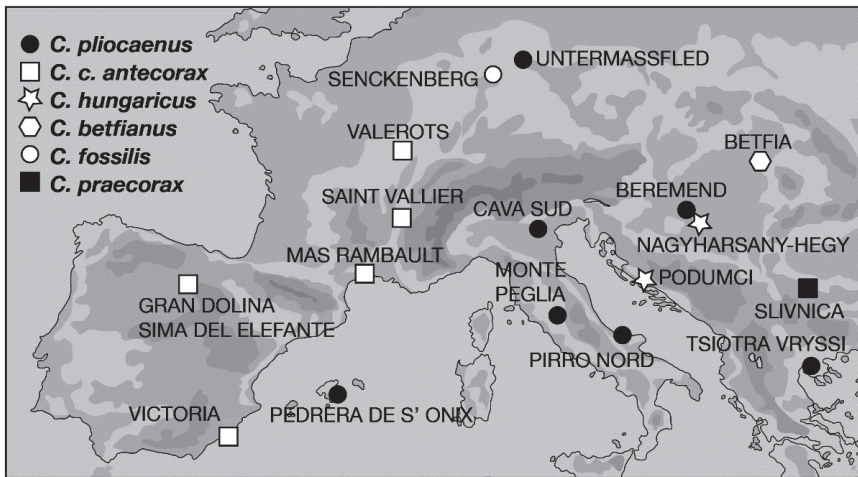 C. pliocaenus
C. c. antecorax
C. hungaricus
C. betfianus
C. fossilis
C. praecorax
UNTERMASSFLED
SENCKENBERG
VALEROTS
BETFIA
SAINT VALLIER
BEREMEND
CAVA SUD
NAGYHARSANY-HEGY
MAS RAMBAULT
MONTE
PEGLIA
PODUMCI
GRAN DOLINA
SIMA DEL ELEFANTE
SLIVNICA
TSIOTRA VRYSSI
PIRRO NORD
VICTORIA
PEDRERA DE S' ONIX